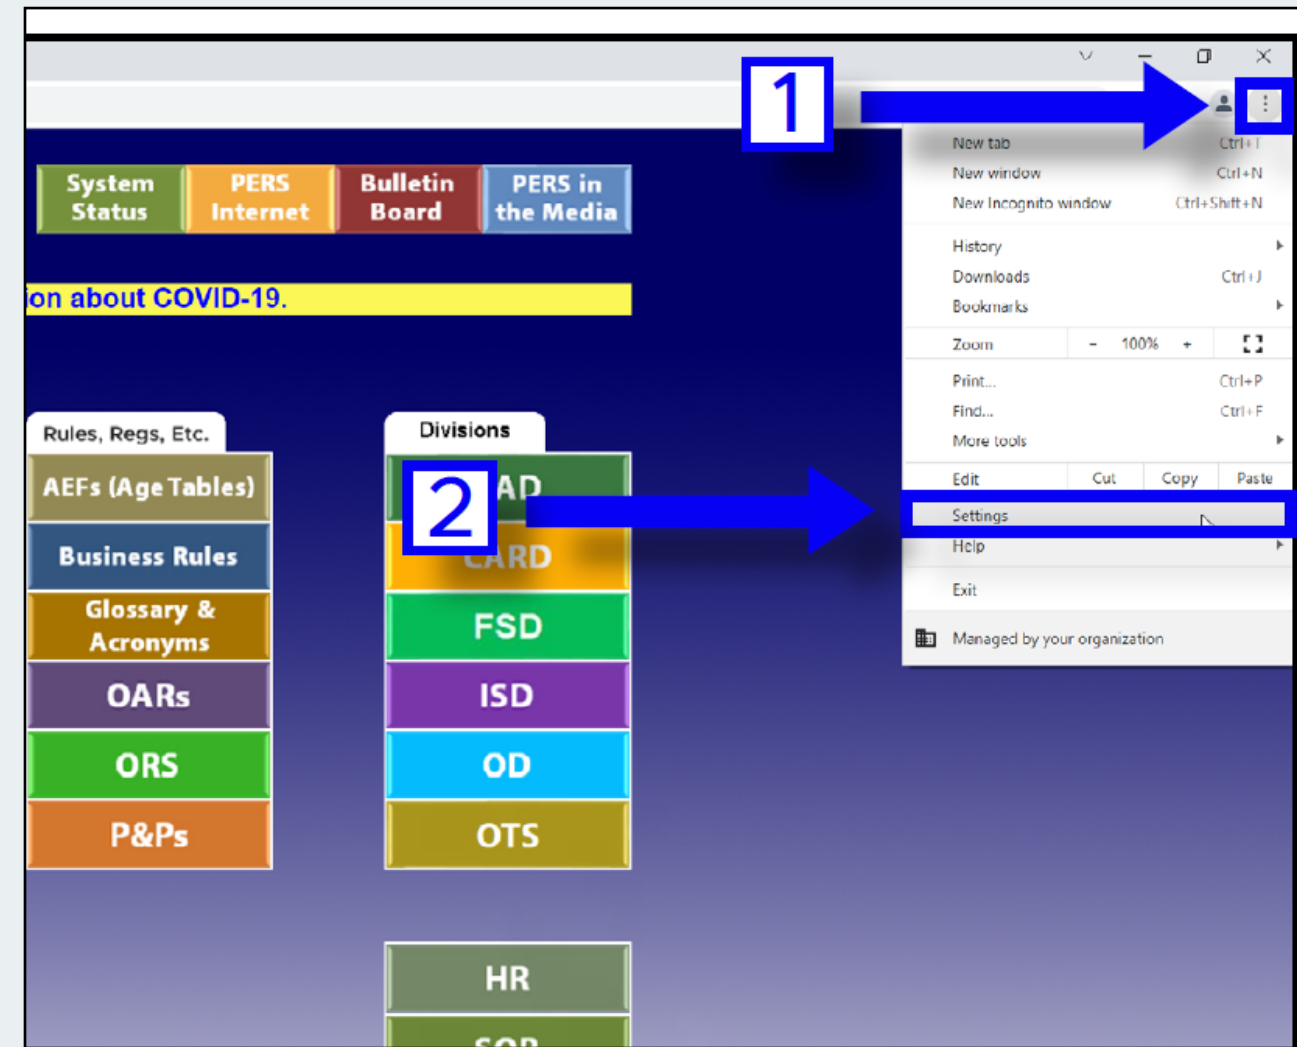 1
System Status
PERS Internet
Bulletin Board
PERS in the Media
ion about COVID-19.
Rules, Regs, Etc.
AEFs (Age Tables)
Business Rules
Glossary & Acronyms
OARs
ORS
P&Ps
Divisions
2
AD
CARD
FSD
ISD
OD
OTS
HR
New tab Ctrl+T
New window Ctrl+N
New Incognito window Ctrl+Shift+N
History
Downloads Ctrl+J
Bookmarks
Zoom - 100% +
Print... Ctrl+P
Find... Ctrl+F
More tools
Edit Cut Copy Paste
Settings
Help
Exit
Managed by your organization